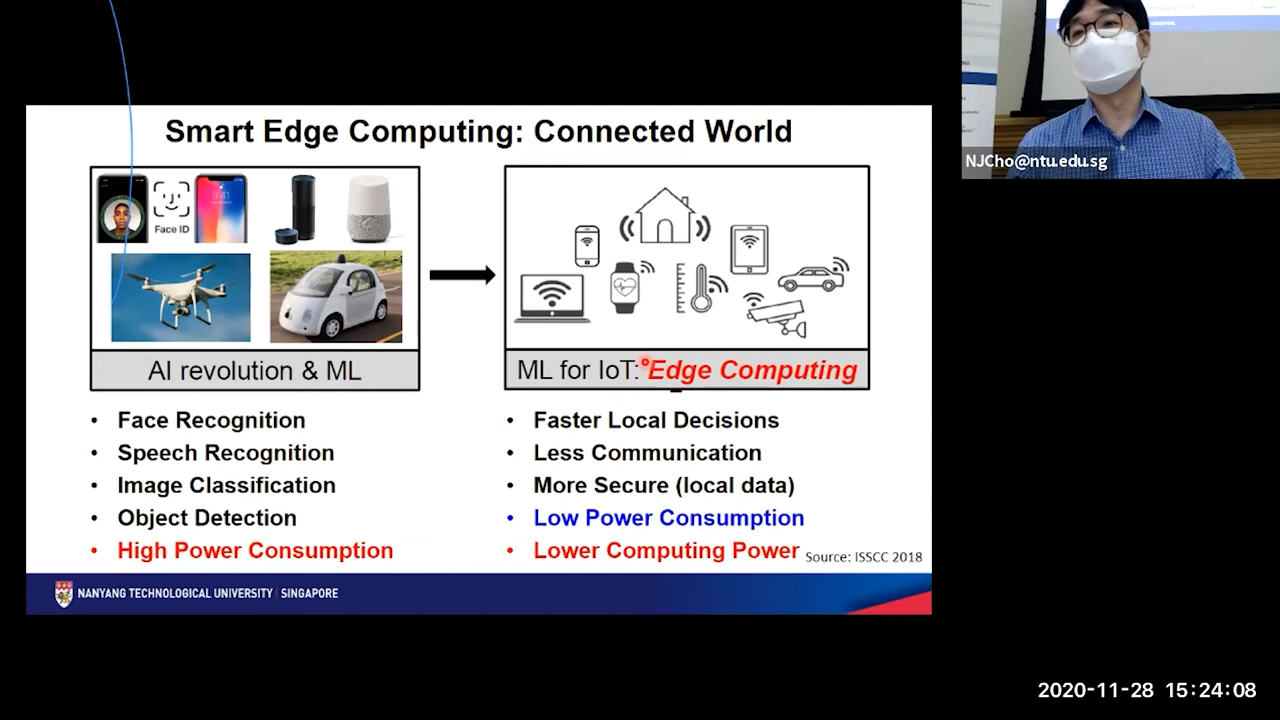 Smart Edge Computing: Connected World
9:41
Face ID
AI revolution & ML
ML for IoT: Edge Computing
• Face Recognition
• Speech Recognition
• Image Classification
• Object Detection
• High Power Consumption
• Faster Local Decisions
• Less Communication
• More Secure (local data)
• Low Power Consumption
• Lower Computing Power
Source: ISSCC 2018
NANYANG TECHNOLOGICAL UNIVERSITY SINGAPORE
SINGAPORE
NJCho@ntu.edu.sg
2020-11-28 15:24:08